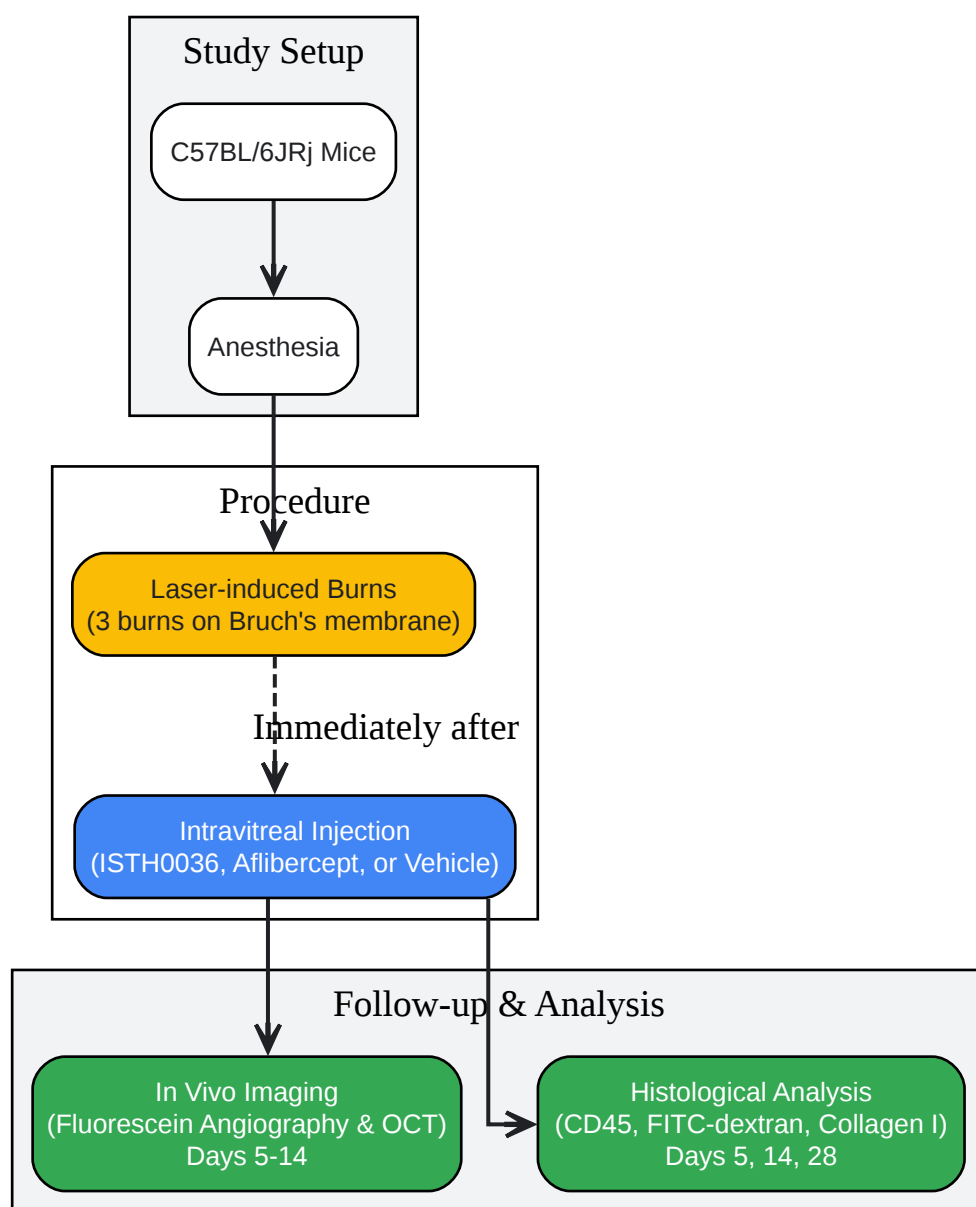 Study Setup
C57BL/6JRj Mice
Anesthesia
Procedure
Laser-induced Burns
(3 burns on Bruch's membrane)
Immediately after
Intravitreal Injection
(ISTH0036, Aflibercept, or Vehicle)
Follow-up & Analysis
In Vivo Imaging
(Fluorescein Angiography & OCT)
Days 5-14
Histological Analysis
(CD45, FITC-dextran, Collagen I)
Days 5, 14, 28